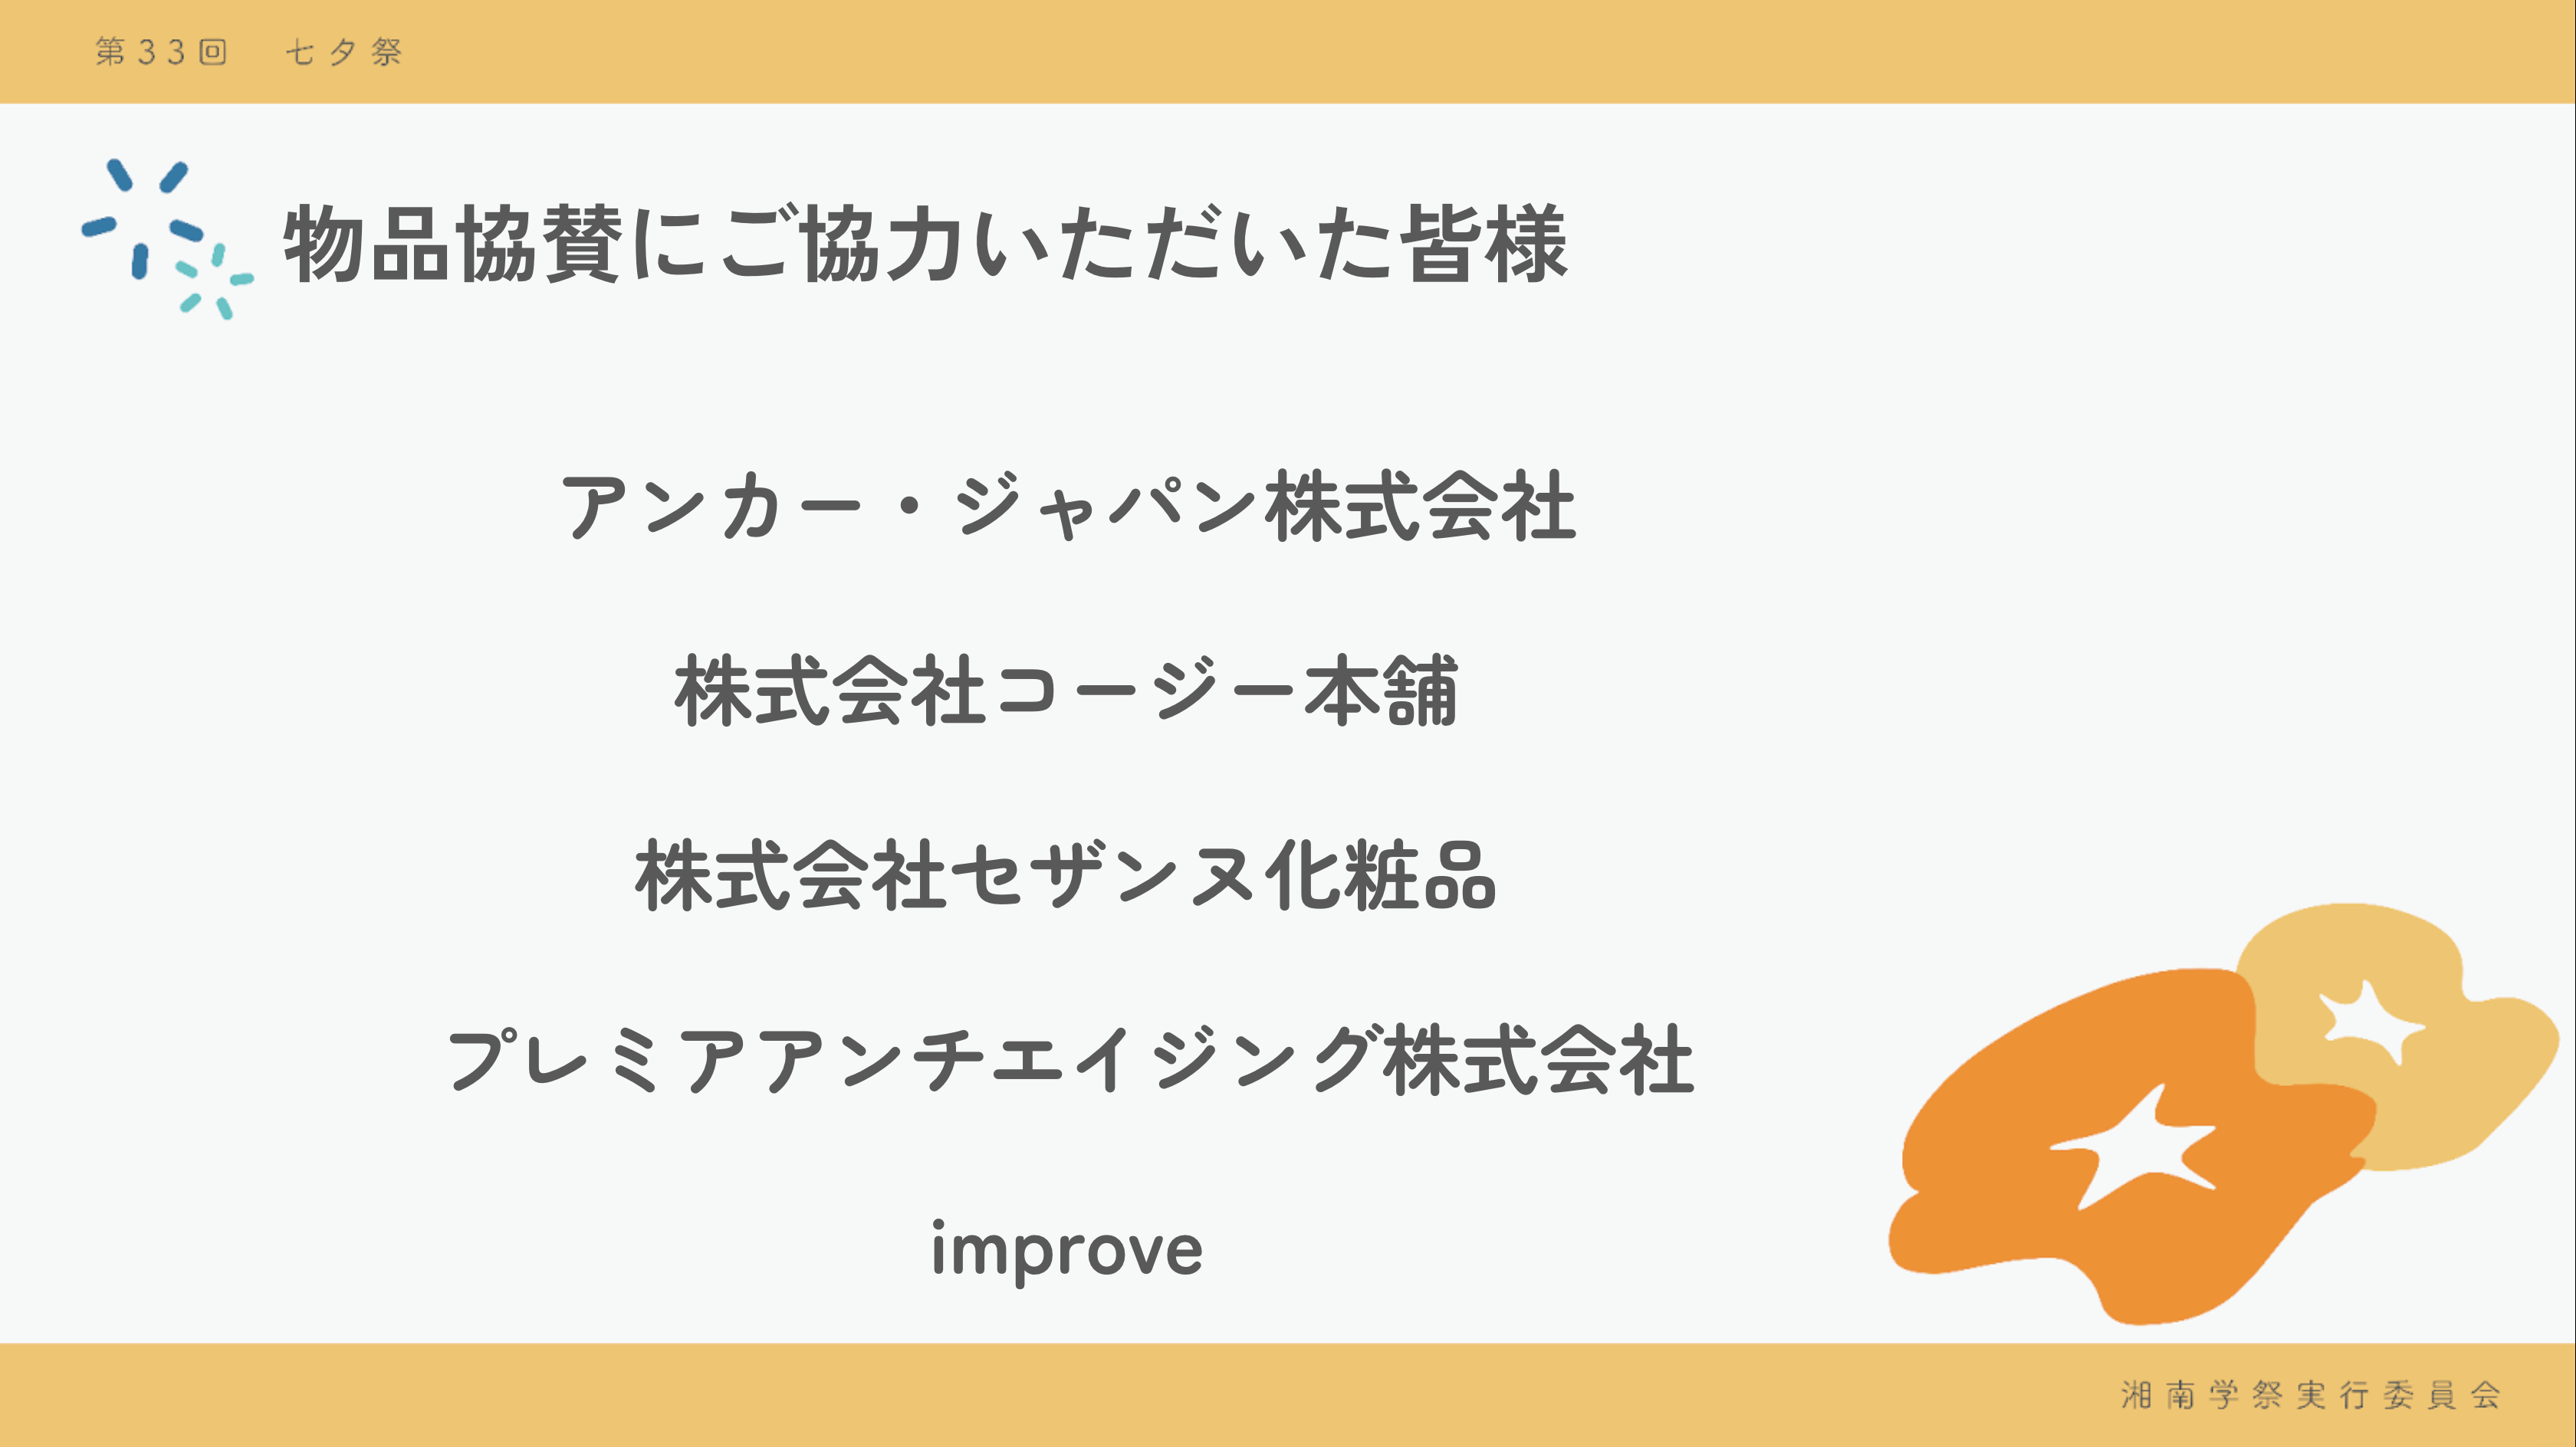 第33回　七夕祭
物品協賛にご協力いただいた皆様
アンカー・ジャパン株式会社
株式会社コージー本舗
株式会社セザンヌ化粧品
プレミアアンチエイジング株式会社
improve
湘南学祭実行委員会